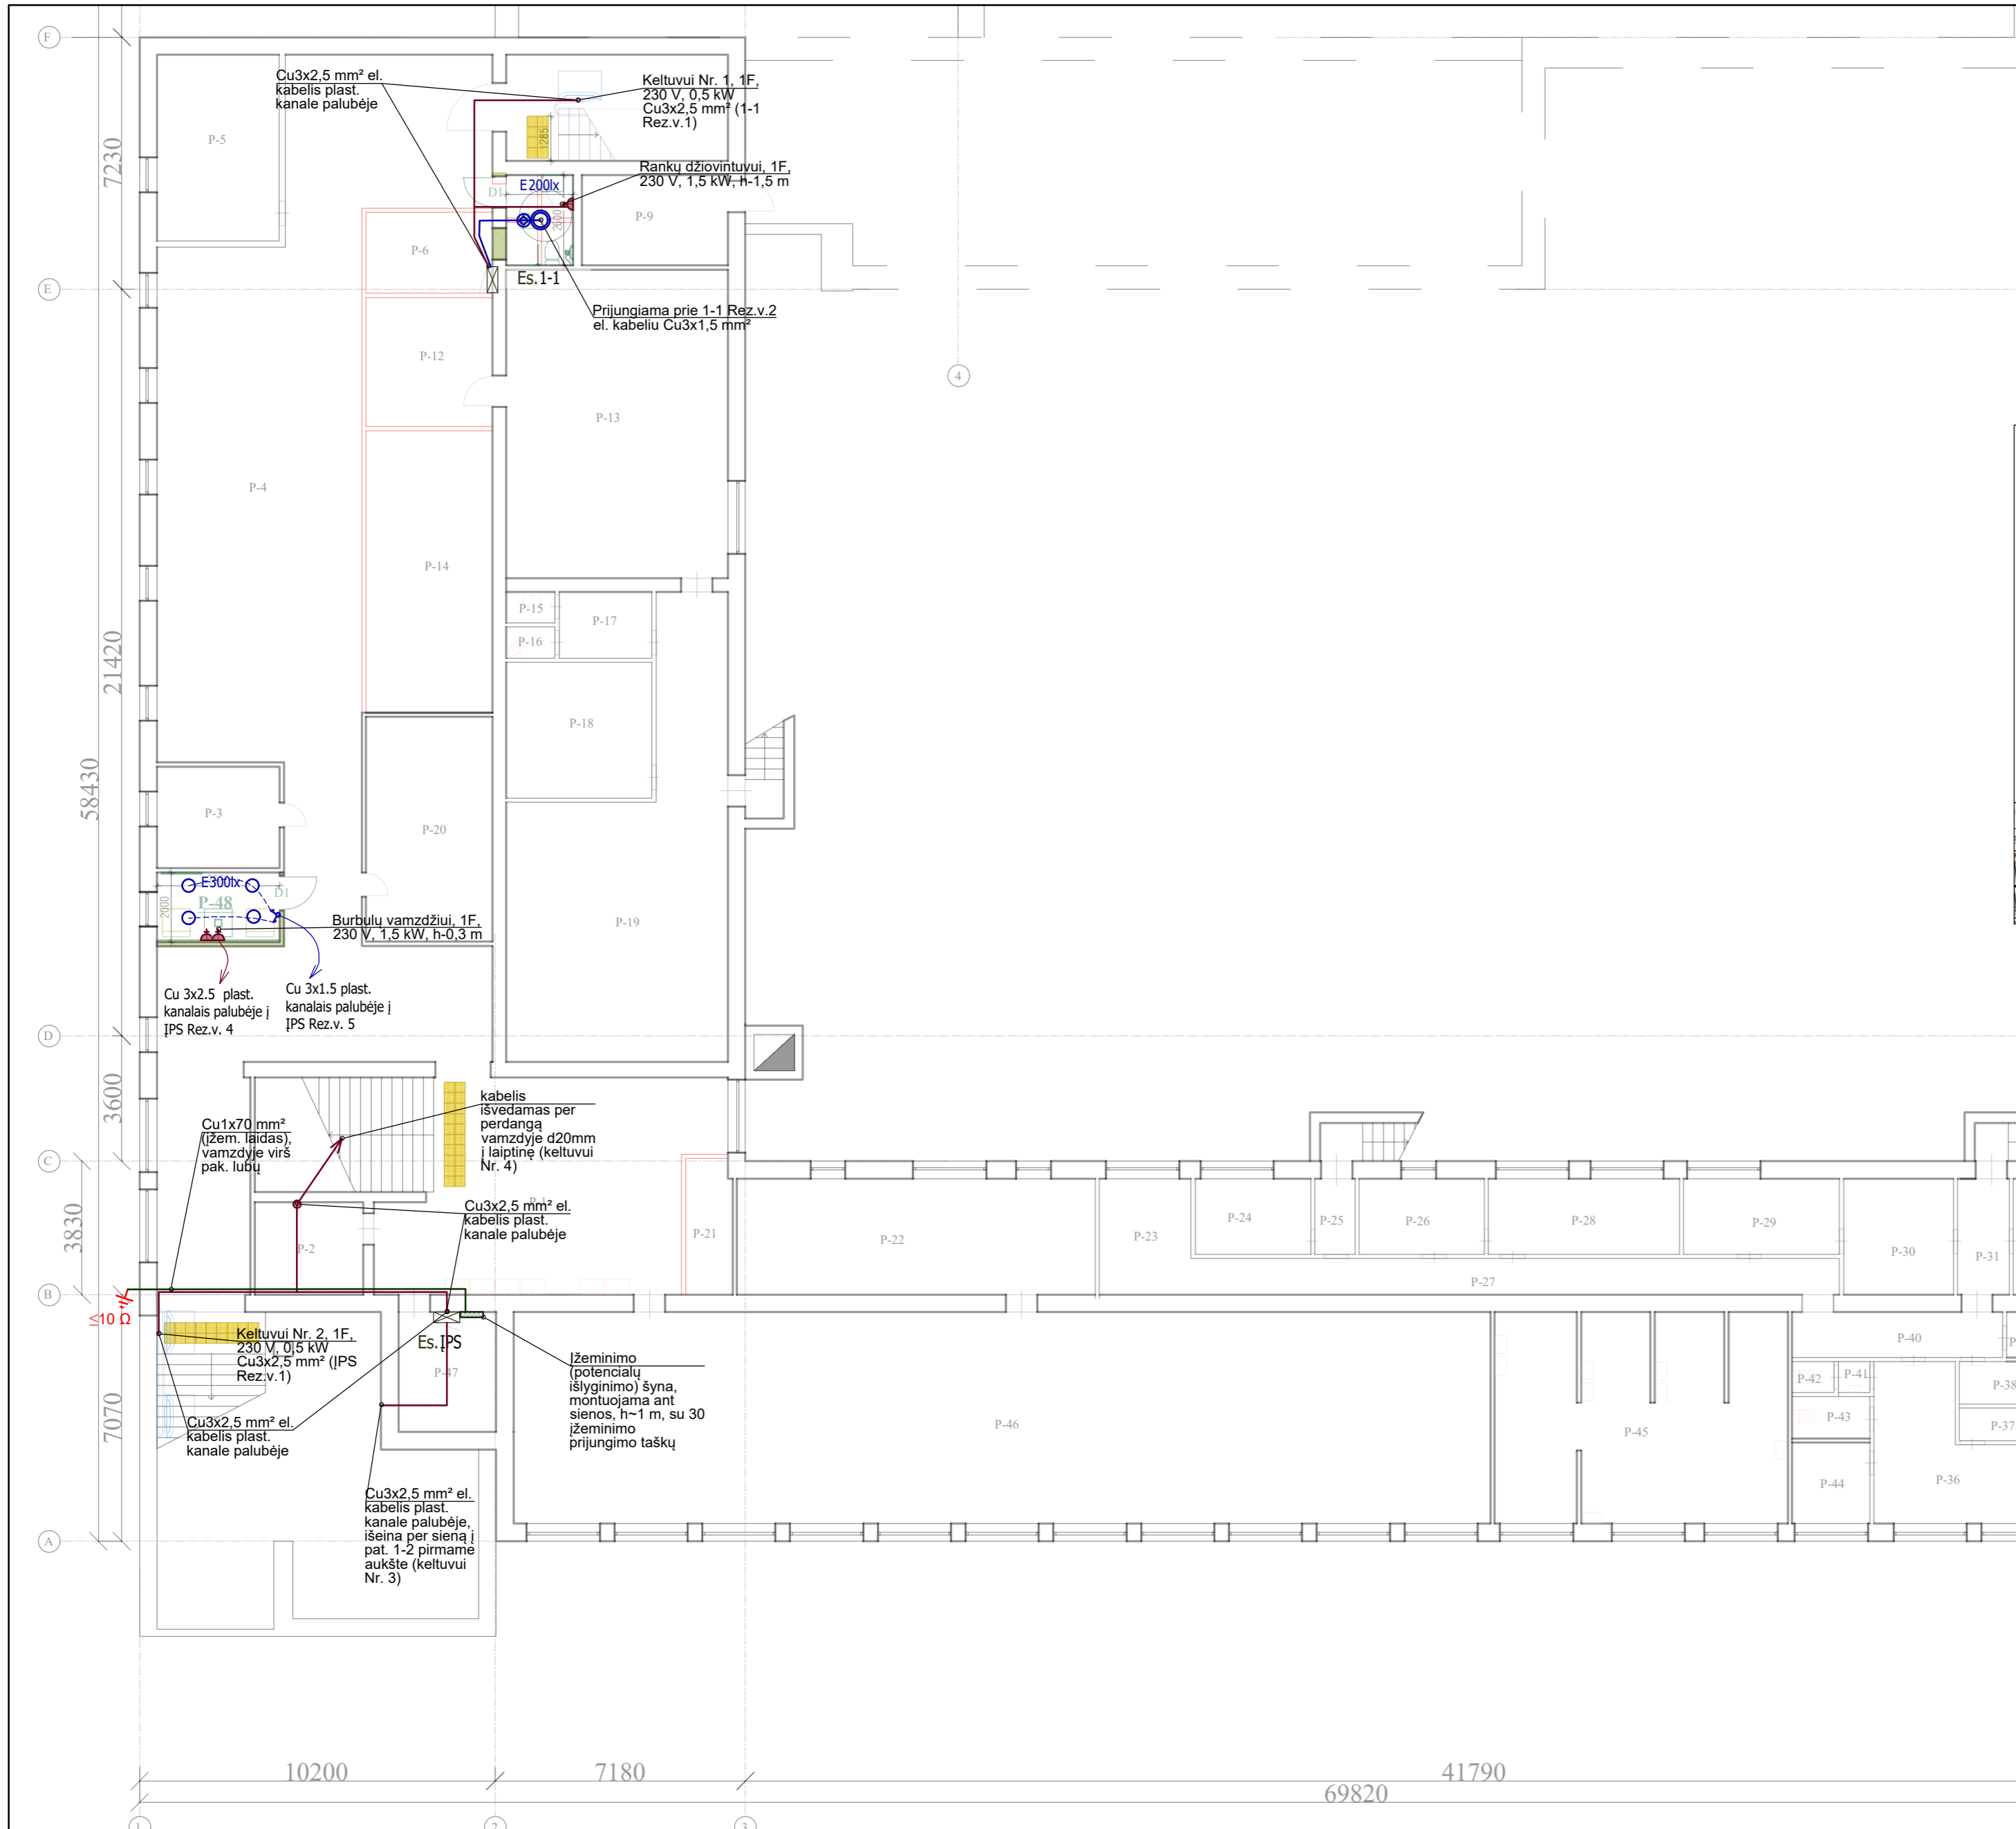 F
Cu3x2,5 mm² el.
kabelis plast.
kanale palubėje
Keltuvui Nr. 1, 1F,
230 V, 0,5 kW
Cu3x2,5 mm² (1-1
Rez.v.1)
7230
P-5
1285
Rankų džiovintuvui, 1F,
230 V, 1,5 kW, h-1,5 m
D1
E200lx
P-9
P-6
E
Es.1-1
Prijungiama prie 1-1 Rez.v.2
el. kabeliu Cu3x1,5 mm²
P-12
4
P-13
P-4
P-14
P-15
P-17
P-16
21420
P-18
58430
P-3
P-20
E300lx
D1
P-48
2000
Burbulų vamzdžiui, 1F,
230 V, 1,5 kW, h-0,3 m
P-19
Cu 3x2.5 plast.
kanalais palubėje į
ĮPS Rez.v. 4
Cu 3x1.5 plast.
kanalais palubėje į
ĮPS Rez.v. 5
D
3600
kabelis
išvedamas per
perdangą
vamzdyje d20mm
į laiptinę (keltuvui
Nr. 4)
Cu1x70 mm²
(įžem. laidas),
vamzdyje virš
pak. lubų
C
3830
P-1
Cu3x2,5 mm² el.
kabelis plast.
kanale palubėje
P-2
P-21
P-22
P-23
P-24
P-25
P-26
P-28
P-29
P-30
P-31
P-27
B
≤10 Ω
Keltuvui Nr. 2, 1F,
230 V, 0,5 kW
Cu3x2,5 mm² (ĮPS
Rez.v.1)
Es.ĮPS
P-47
Įžeminimo
(potencialų
išlyginimo) šyna,
montuojama ant
sienos, h~1 m, su 30
įžeminimo
prijungimo taškų
P-40
P-42
P-41
P-38
P-43
P-37
P-46
P-45
P-44
P-36
7070
Cu3x2,5 mm² el.
kabelis plast.
kanale palubėje
Cu3x2,5 mm² el.
kabelis plast.
kanale palubėje,
išeina per sieną į
pat. 1-2 pirmame
aukšte (keltuvui
Nr. 3)
A
10200
7180
41790
69820
1
2
3